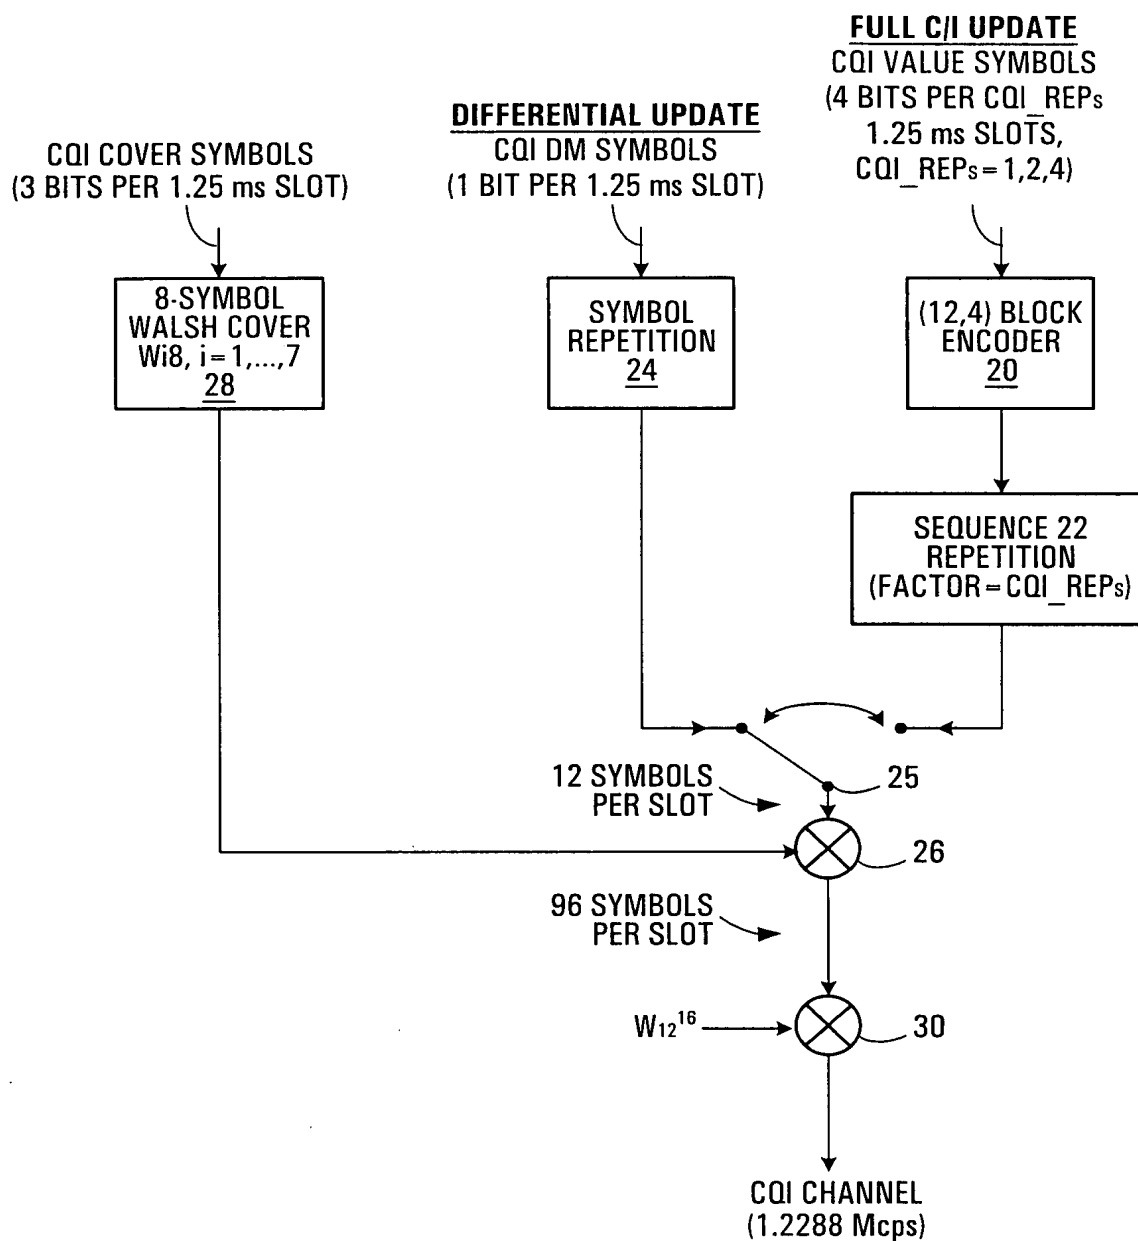 FULL C/I UPDATE
CQI VALUE SYMBOLS
(4 BITS PER CQI_REPs
1.25 ms SLOTS,
CQI_REPs = 1,2,4)
DIFFERENTIAL UPDATE
CQI DM SYMBOLS
(1 BIT PER 1.25 ms SLOT)
CQI COVER SYMBOLS
(3 BITS PER 1.25 ms SLOT)
8-SYMBOL
WALSH COVER
Wi8, i=1,...,7
28
SYMBOL
REPETITION
24
(12,4) BLOCK
ENCODER
20
SEQUENCE 22
REPETITION
(FACTOR=CQI_REPs)
25
12 SYMBOLS
PER SLOT
26
96 SYMBOLS
PER SLOT
W₁₂¹⁶
30
CQI CHANNEL
(1.2288 Mcps)